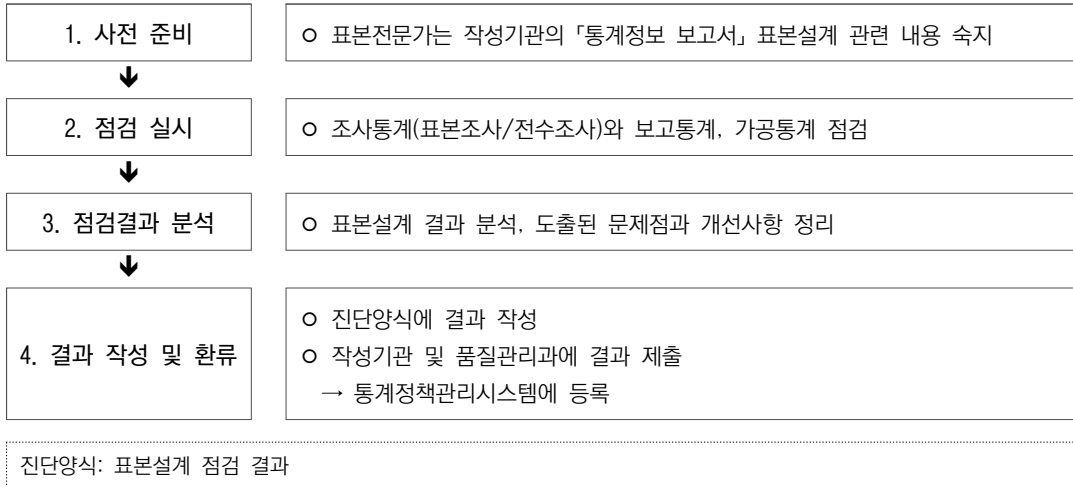 1. 사전 준비
o 표본전문가는 작성기관의 「통계정보 보고서」 표본설계 관련 내용 숙지
2. 점검 실시
o 조사통계(표본조사/전수조사)와 보고통계, 가공통계 점검
3. 점검결과 분석
o 표본설계 결과 분석, 도출된 문제점과 개선사항 정리
4. 결과 작성 및 환류
o 진단양식에 결과 작성
o 작성기관 및 품질관리과에 결과 제출
→ 통계정책관리시스템에 등록
진단양식: 표본설계 점검 결과